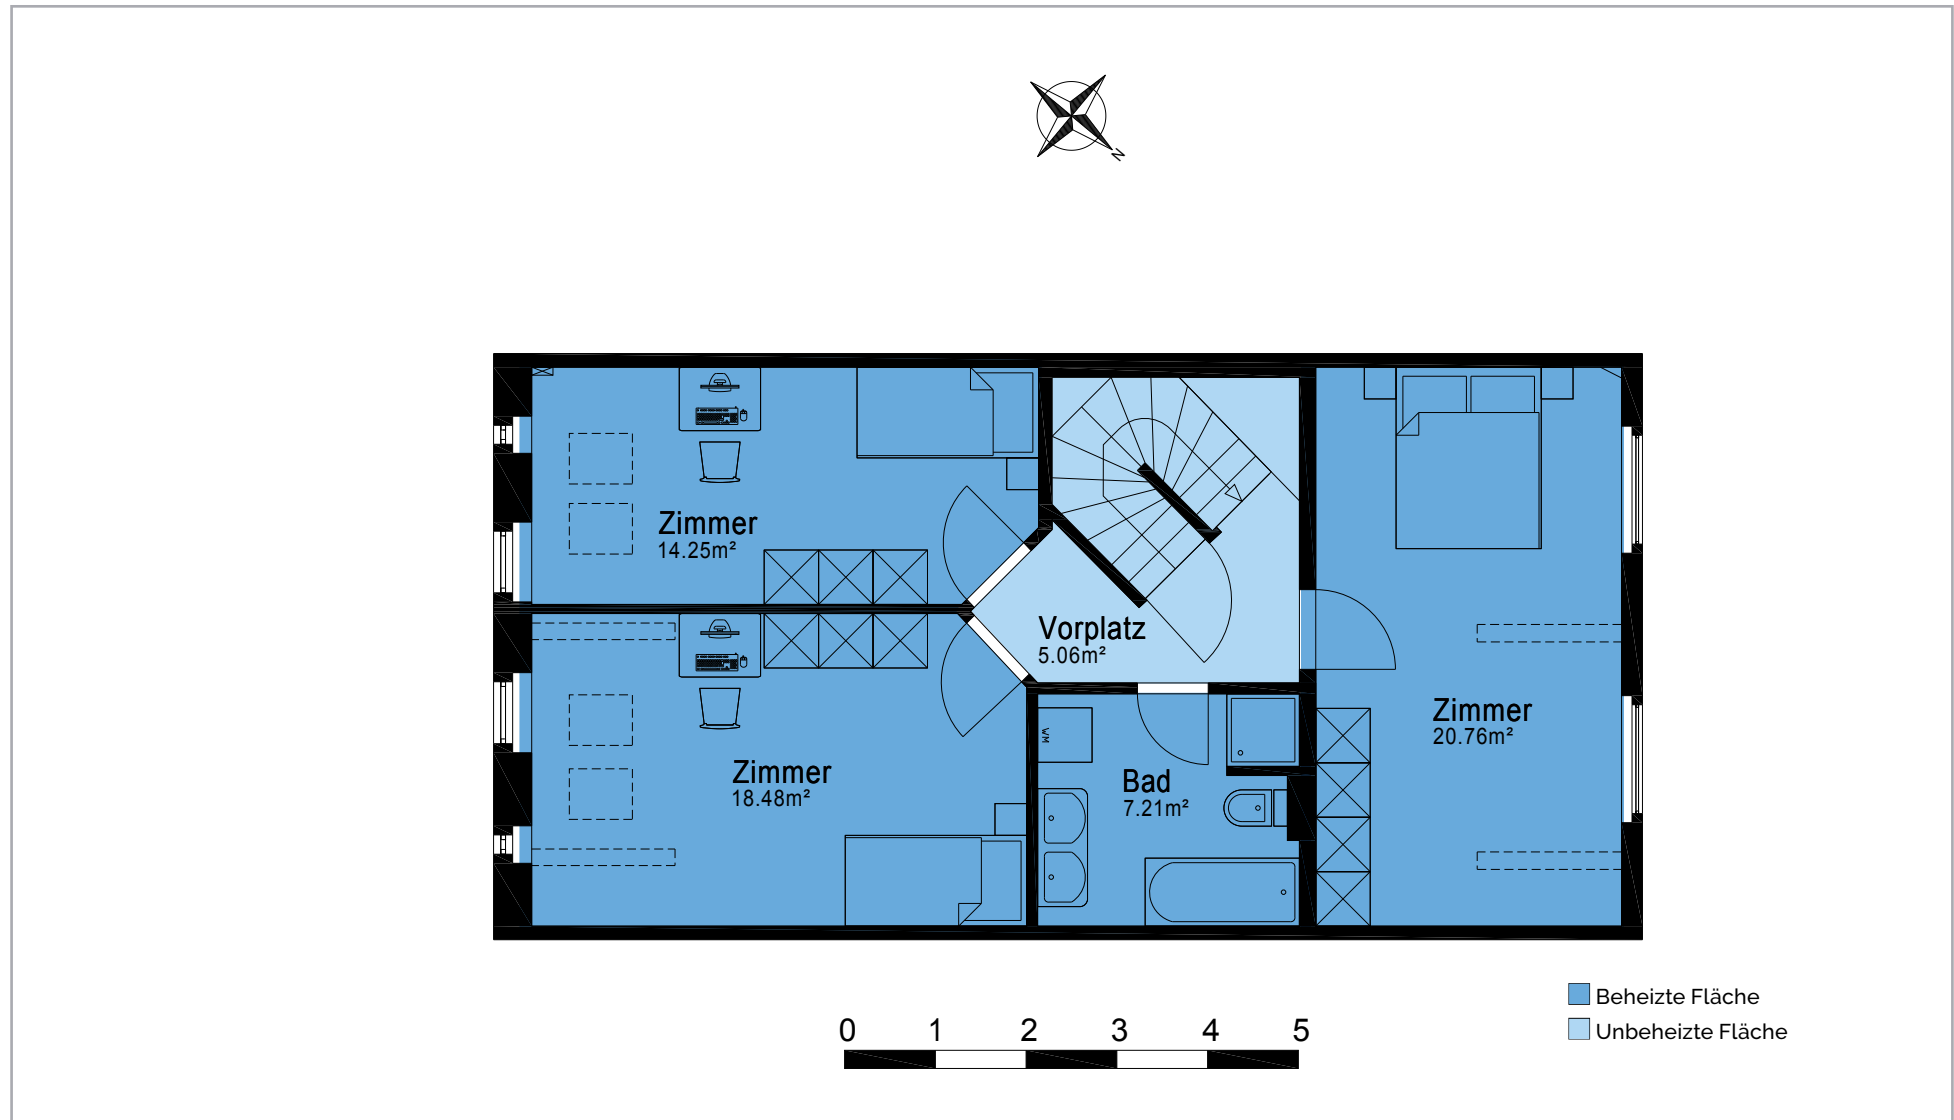 N
Zimmer
14.25m²
Vorplatz
5.06m²
Zimmer
20.76m²
Zimmer
18.48m²
WM
Bad
7.21m²
0 1 2 3 4 5
Beheizte Fläche
Unbeheizte Fläche